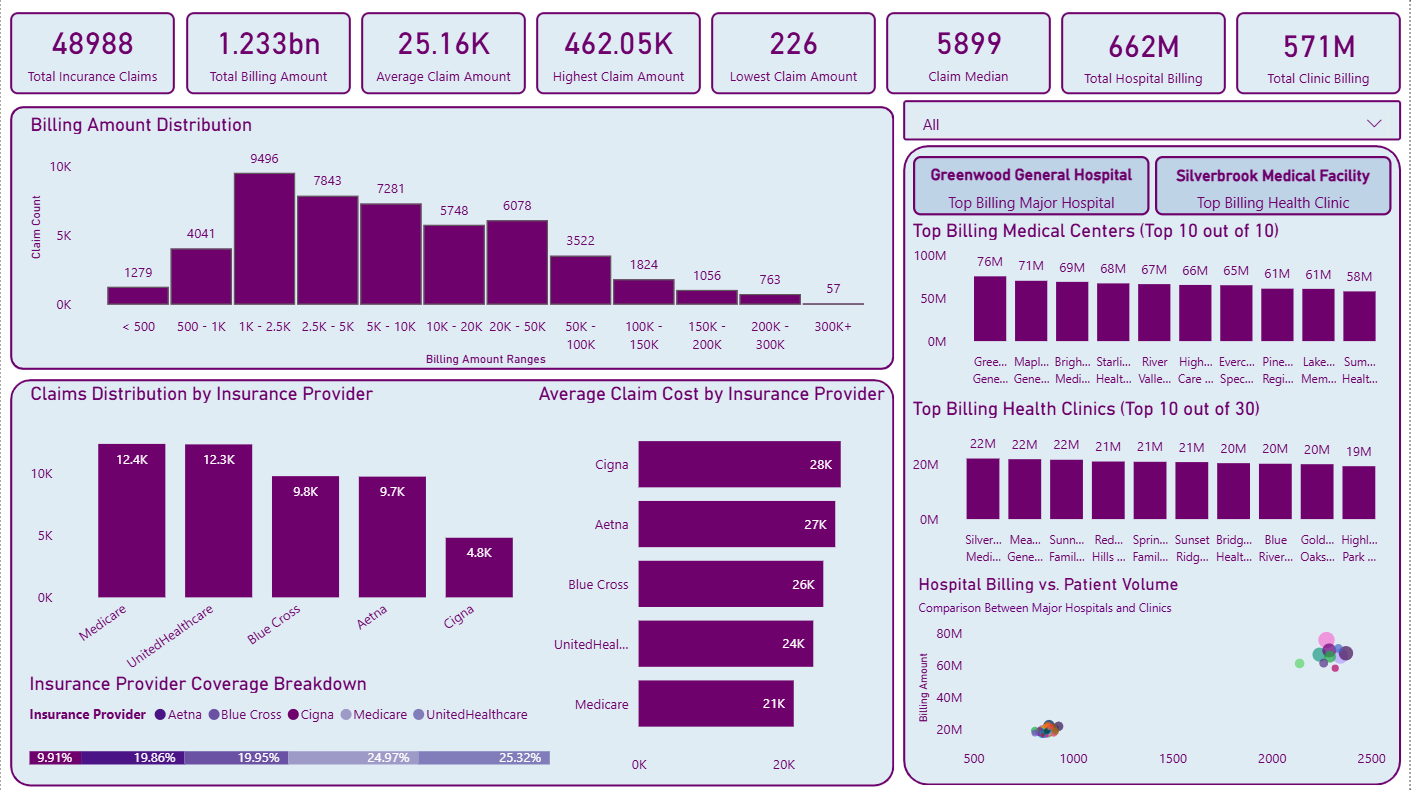 48988
Total Incurance Claims
1.233bn
Total Billing Amount
25.16K
Average Claim Amount
462.05K
Highest Claim Amount
226
Lowest Claim Amount
5899
Claim Median
662M
Total Hospital Billing
571M
Total Clinic Billing
Billing Amount Distribution
Claim Count
10K
5K
0K
1279
4041
9496
7843
7281
5748
6078
3522
1824
1056
763
57
< 500
500 - 1K
1K - 2.5K
2.5K - 5K
5K - 10K
10K - 20K
20K - 50K
50K -
100K
100K -
150K
150K -
200K
200K -
300K
300K+
Billing Amount Ranges
Claims Distribution by Insurance Provider
10K
5K
0K
12.4K
12.3K
9.8K
9.7K
4.8K
Medicare
UnitedHealthcare
Blue Cross
Aetna
Cigna
Insurance Provider Coverage Breakdown
Insurance Provider Aetna Blue Cross Cigna Medicare UnitedHealthcare
9.91% 19.86% 19.95% 24.97% 25.32%
Average Claim Cost by Insurance Provider
Cigna 28K
Aetna 27K
Blue Cross 26K
UnitedHeal... 24K
Medicare 21K
0K 20K
All
Greenwood General Hospital
Top Billing Major Hospital
Silverbrook Medical Facility
Top Billing Health Clinic
Top Billing Medical Centers (Top 10 out of 10)
100M
50M
0M
76M
71M
69M
68M
67M
66M
65M
61M
61M
58M
Gree...
Gene...
Mapl...
Gene...
Brigh...
Medi...
Starli...
Healt...
River
Valle...
High...
Care ...
Everc...
Spec...
Pine...
Regi...
Lake...
Mem...
Sum...
Healt...
Top Billing Health Clinics (Top 10 out of 30)
20M
0M
22M
22M
22M
21M
21M
21M
20M
20M
20M
19M
Silver...
Medi...
Mea...
Gene...
Sunn...
Famil...
Red...
Hills ...
Sprin...
Famil...
Sunset
Ridg...
Bridg...
Healt...
Blue
River...
Gold...
Oaks...
Highl...
Park ...
Hospital Billing vs. Patient Volume
Comparison Between Major Hospitals and Clinics
Billing Amount
80M
60M
40M
20M
500 1000 1500 2000 2500